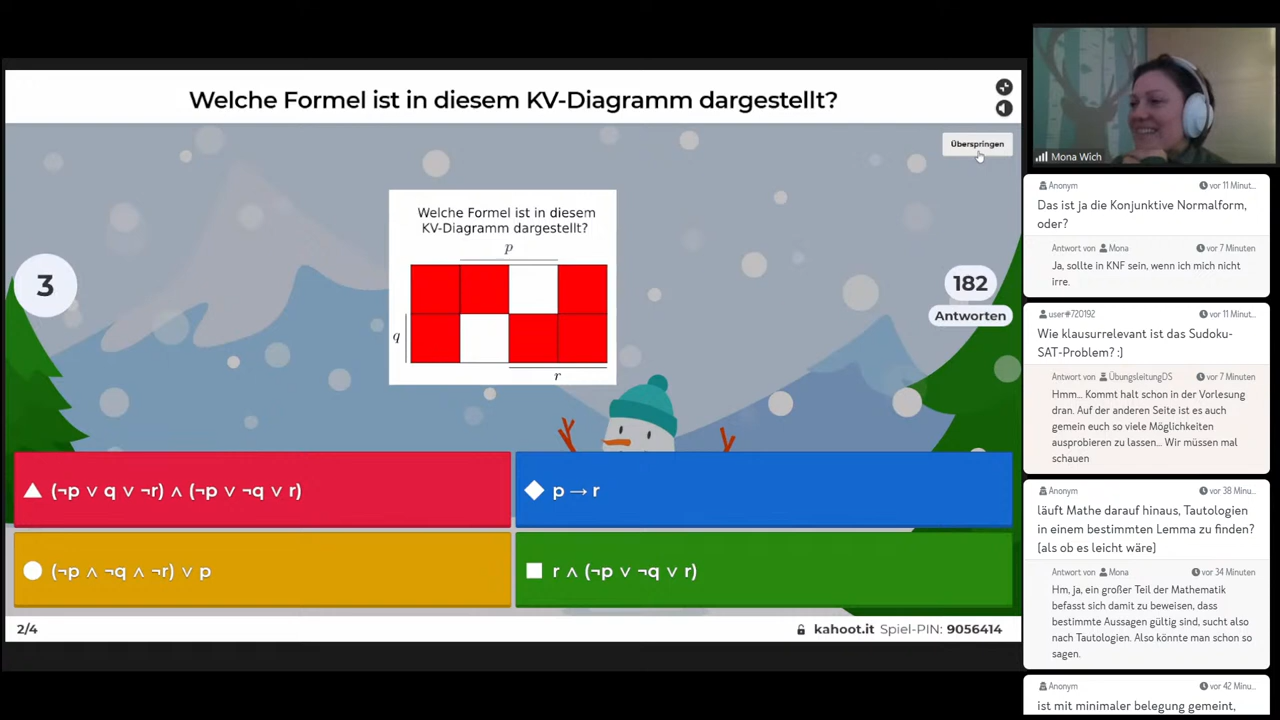 Welche Formel ist in diesem KV-Diagramm dargestellt?
Überspringen
Welche Formel ist in diesem
KV-Diagramm dargestellt?
p
q
r
3
182
Antworten
(¬p ∨ q ∨ ¬r) ∧ (¬p ∨ ¬q ∨ r)
p → r
(¬p ∧ ¬q ∧ ¬r) ∨ p
r ∧ (¬p ∨ ¬q ∨ r)
2/4
kahoot.it Spiel-PIN: 9056414
Mona Wich
Anonym vor 11 Minut...
Das ist ja die Konjunktive Normalform,
oder?
Antwort von Mona vor 7 Minuten
Ja, sollte in KNF sein, wenn ich mich nicht
irre.
user#720192 vor 11 Minut...
Wie klausurrelevant ist das Sudoku-
SAT-Problem? :)
Antwort von ÜbungsleitungDS vor 7 Minuten
Hmm... Kommt halt schon in der Vorlesung
dran. Auf der anderen Seite ist es auch
gemein euch so viele Möglichkeiten
ausprobieren zu lassen... Wir müssen mal
schauen
Anonym vor 38 Minu...
läuft Mathe darauf hinaus, Tautologien
in einem bestimmten Lemma zu finden?
[als ob es leicht wäre]
Antwort von Mona vor 34 Minuten
Hm, ja, ein großer Teil der Mathematik
befasst sich damit zu beweisen, dass
bestimmte Aussagen gültig sind, sucht also
nach Tautologien. Also könnte man schon so
sagen.
Anonym vor 42 Minu...
ist mit minimaler belegung gemeint,